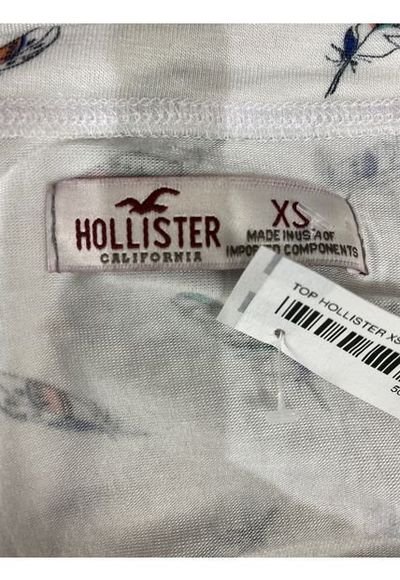 HOLLISTER
CALIFORNIA
XS
MADE IN USA OF
IMPORTED COMPONENTS
TOP HOLLISTER XS